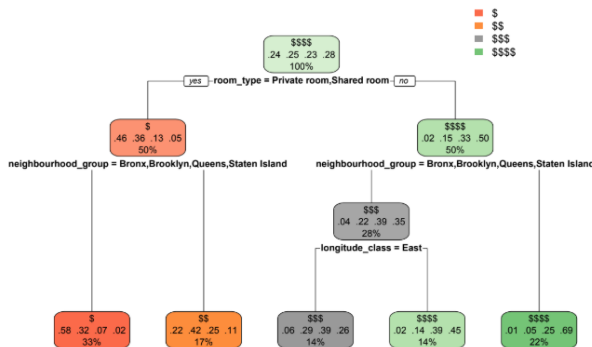 $
$$
$$$
$$$$
$$$$
.24 .25 .23 .28
100%
yes room_type = Private room,Shared room no
$
.46 .36 .13 .05
50%
$$$$
.02 .15 .33 .50
50%
neighbourhood_group = Bronx,Brooklyn,Queens,Staten Island
neighbourhood_group = Bronx,Brooklyn,Queens,Staten Island
$$$
.04 .22 .39 .35
28%
longitude_class = East
$
.58 .32 .07 .02
33%
$$
.22 .42 .25 .11
17%
$$$
.06 .29 .39 .26
14%
$$$$
.02 .14 .39 .45
14%
$$$$
.01 .05 .25 .69
22%